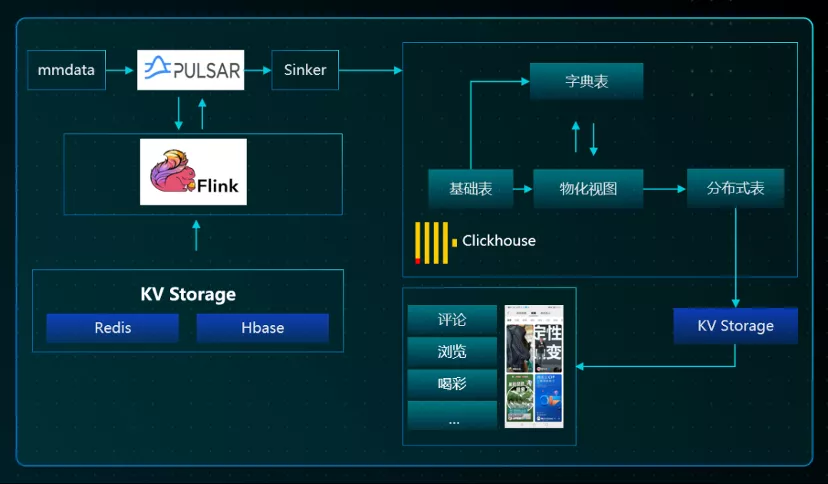 mmdata
PULSAR
Sinker
字典表
Flink
基础表
物化视图
分布式表
Clickhouse
KV Storage
Redis
Hbase
评论
浏览
喝彩
...
定性
变
KV Storage